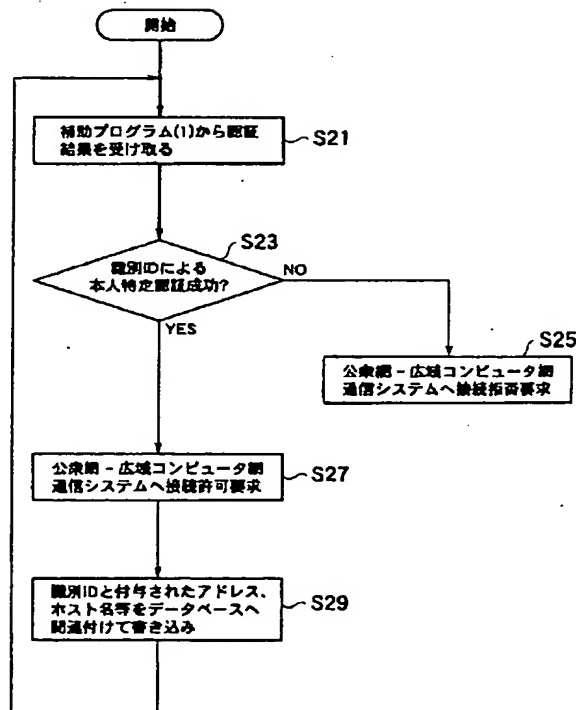 開始
補助プログラム(1)から認証
結果を受け取る
S21
識別IDによる
本人特定認証成功?
S23
NO
YES
S25
公衆網－広域コンピュータ網
通信システムへ接続拒否要求
公衆網－広域コンピュータ網
通信システムへ接続許可要求
S27
識別IDと付与されたアドレス、
ホスト名等をデータベースへ
関連付けて書き込み
S29